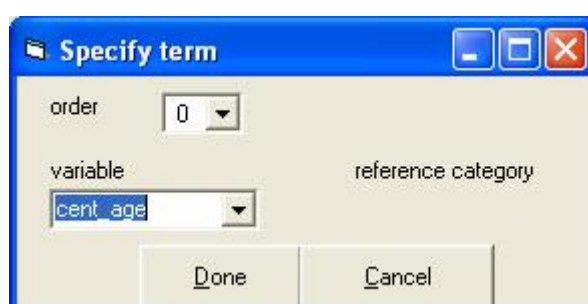 Specify term
order 0
variable reference category
cent_age
Done Cancel